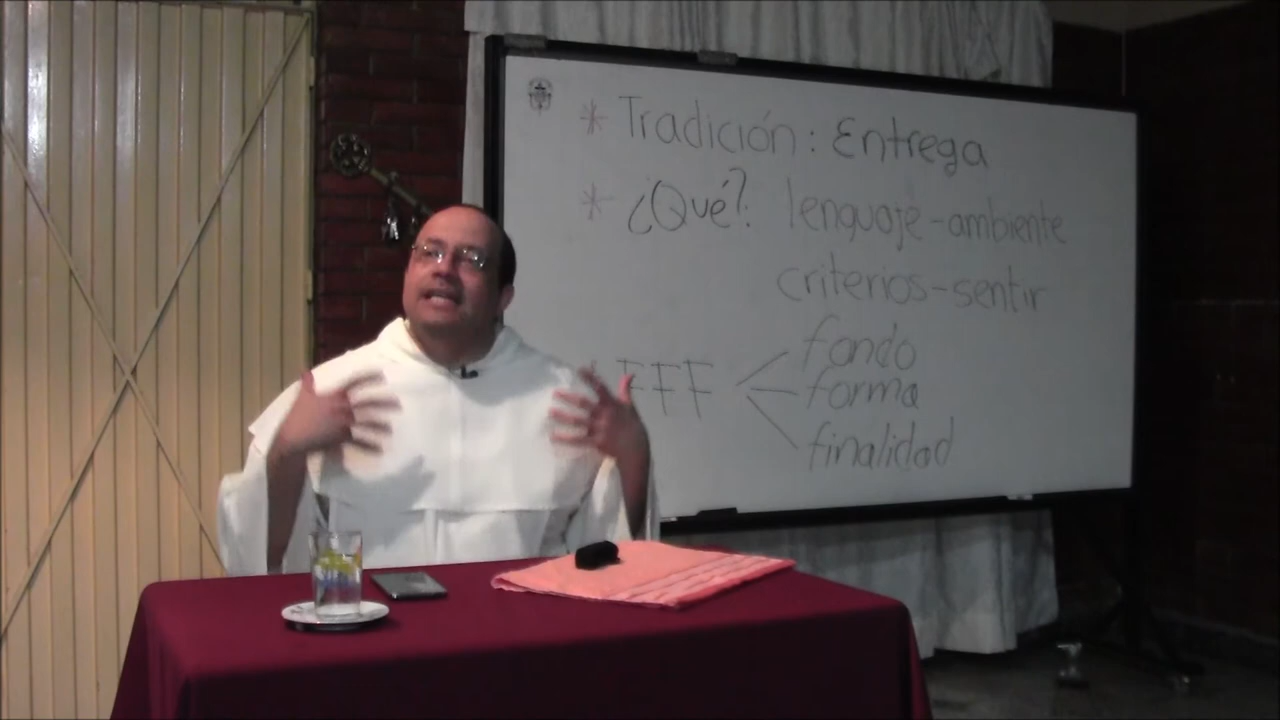 * Tradición: Entrega
* ¿Qué?: lenguaje-ambiente
criterios-sentir
* FFF
fondo
forma
finalidad